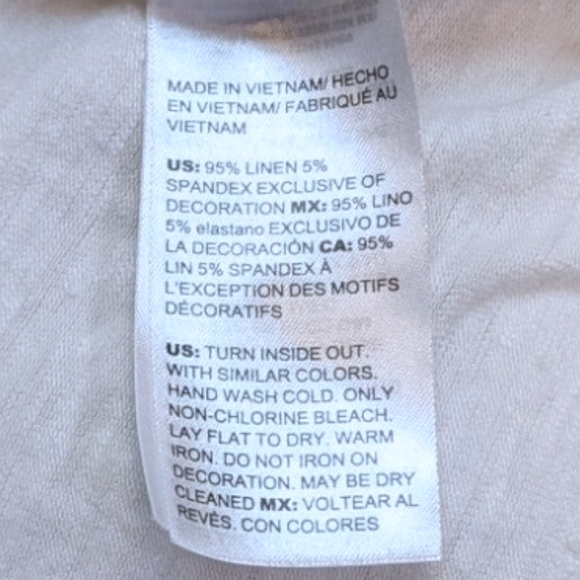 MADE IN VIETNAM/ HECHO
EN VIETNAM/ FABRIQUÉ AU
VIETNAM
US: 95% LINEN 5%
SPANDEX EXCLUSIVE OF
DECORATION MX: 95% LINO
5% elastano EXCLUSIVO DE
LA DECORACIÓN CA: 95%
LIN 5% SPANDEX À
L'EXCEPTION DES MOTIFS
DÉCORATIFS
US: TURN INSIDE OUT.
WITH SIMILAR COLORS.
HAND WASH COLD. ONLY
NON-CHLORINE BLEACH.
LAY FLAT TO DRY. WARM
IRON. DO NOT IRON ON
DECORATION. MAY BE DRY
CLEANED MX: VOLTEAR AL
REVÉS. CON COLORES